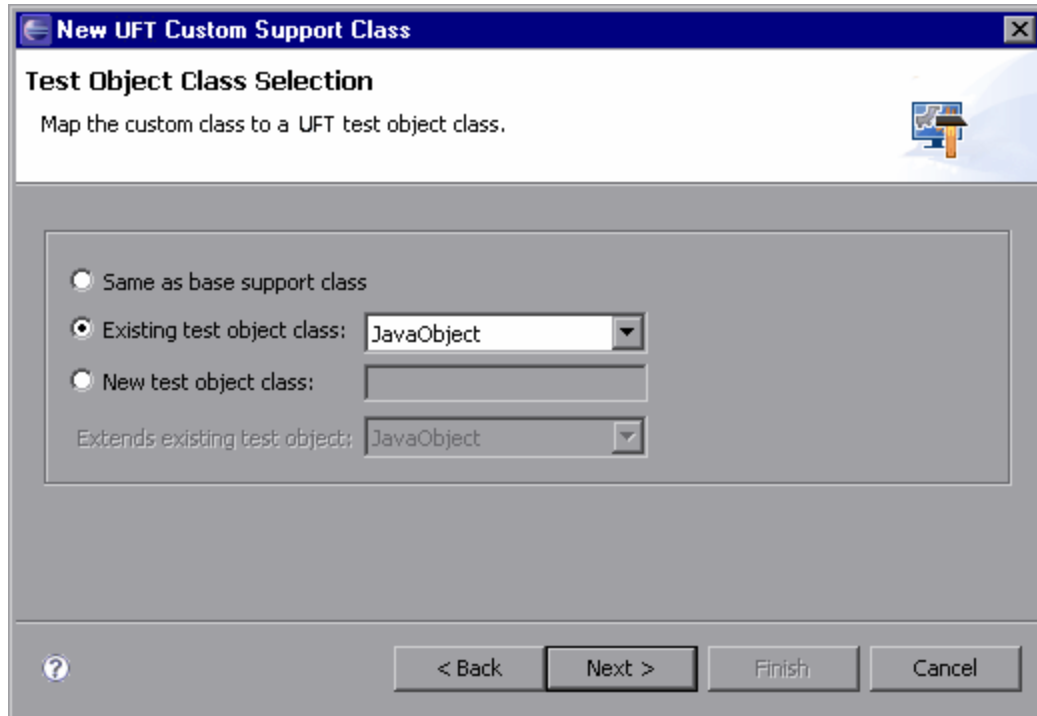 New UFT Custom Support Class
Test Object Class Selection
Map the custom class to a UFT test object class.
Same as base support class
Existing test object class: JavaObject
New test object class:
Extends existing test object: JavaObject
? < Back Next > Finish Cancel